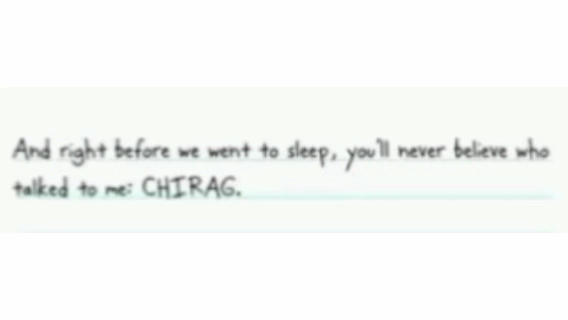 And right before we went to sleep, you'll never believe who
talked to me: CHIRAG.